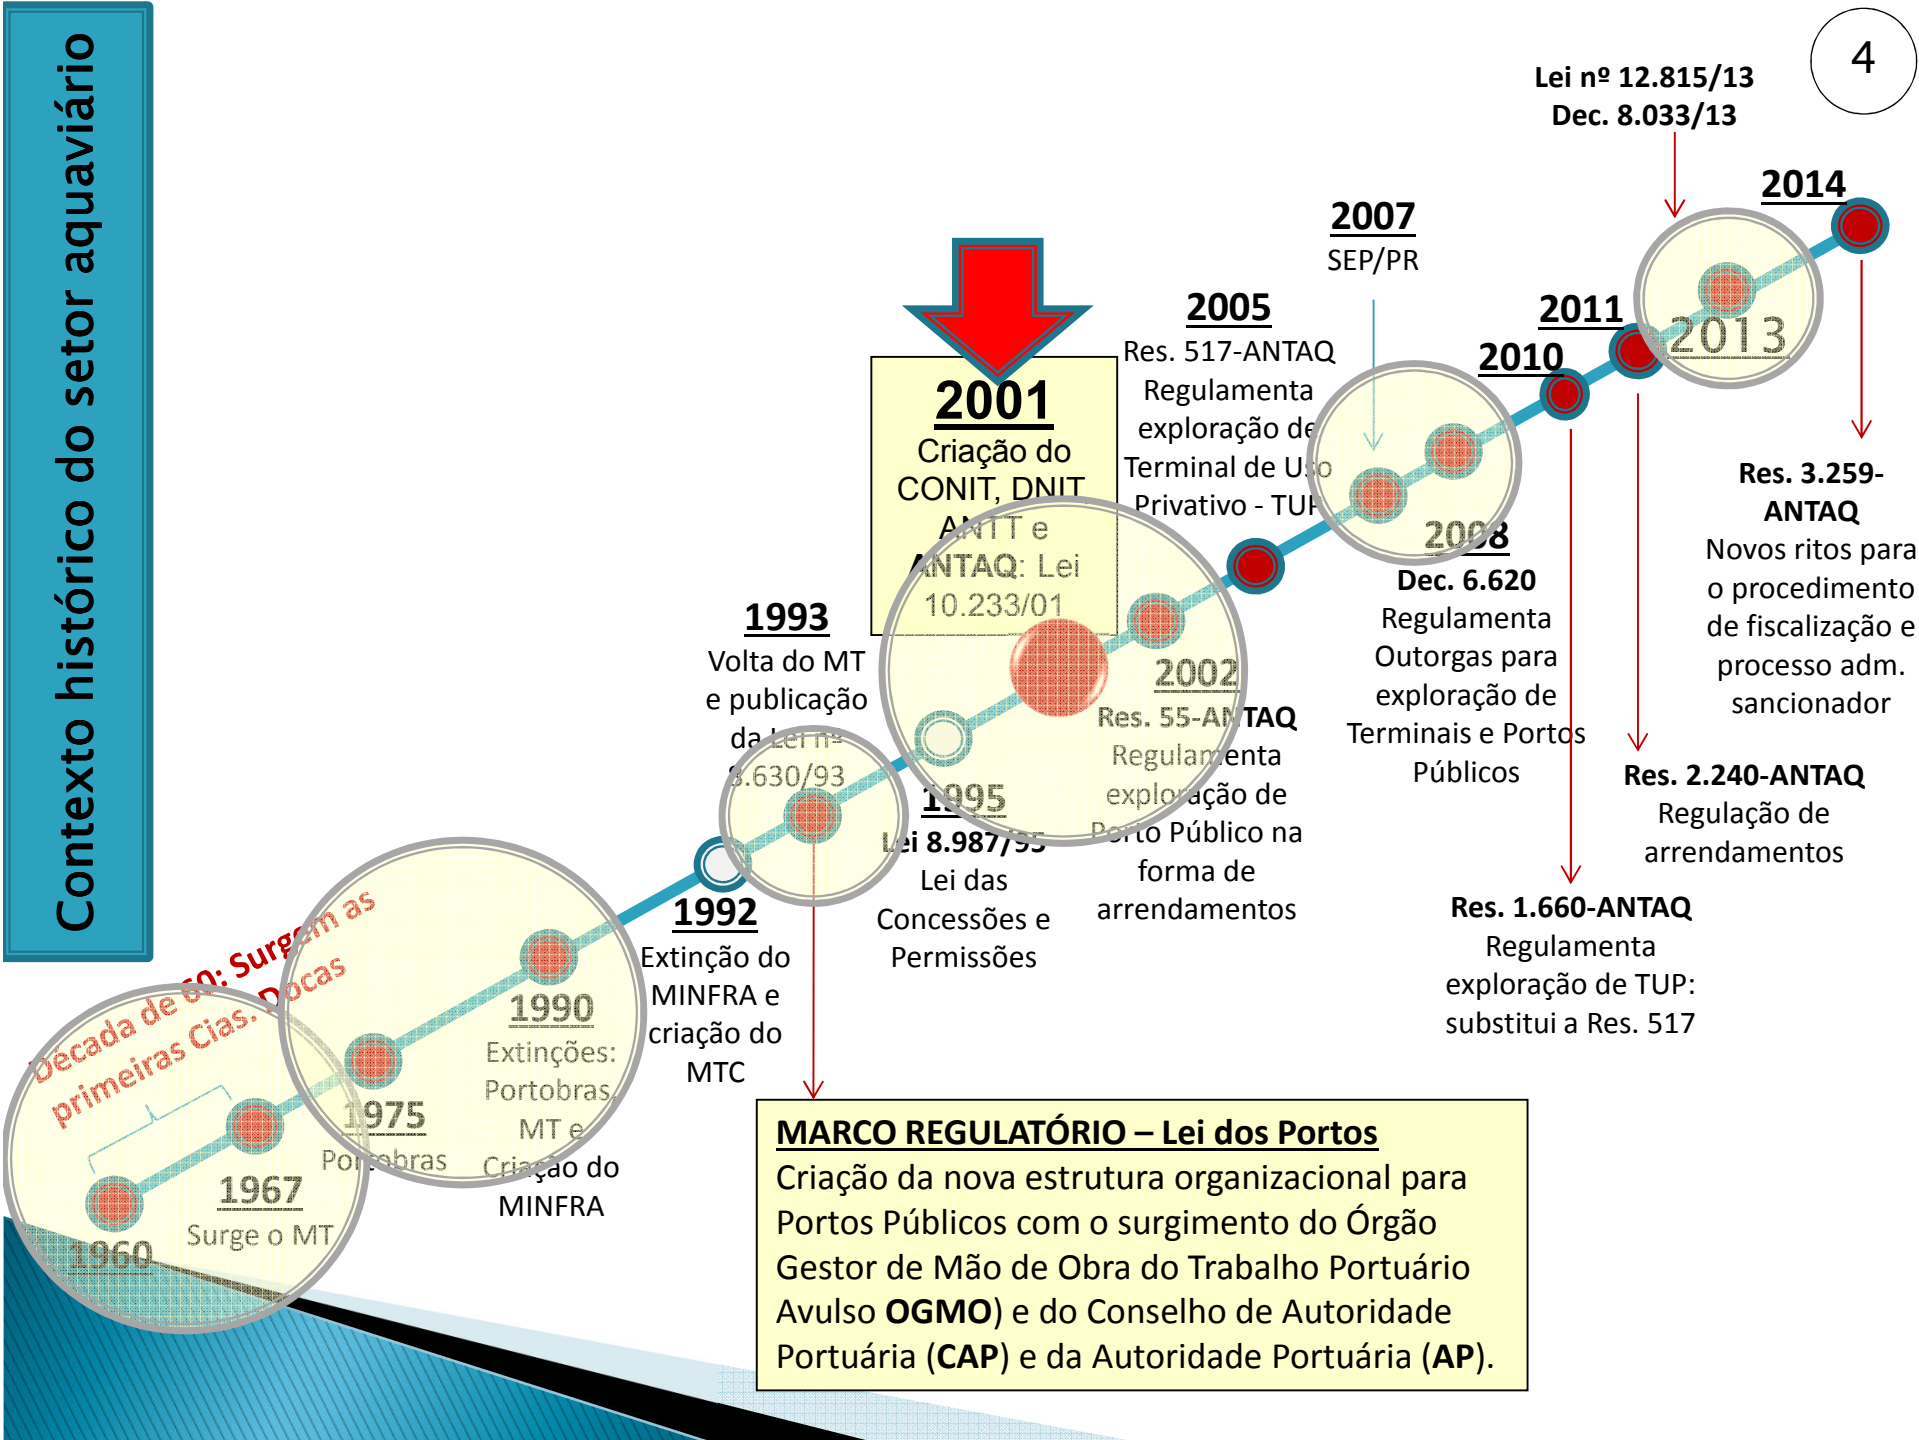 Contexto histórico do setor aquaviário
4
Década de 60: Surgem as
primeiras Cias. Docas
1960
1967
Surge o MT
1975
Portobras
1990
Extinções:
Portobras,
MT e
Criação do
MINFRA
1992
Extinção do
MINFRA e
criação do
MTC
1993
Volta do MT
e publicação
da Lei nº
8.630/93
MARCO REGULATÓRIO – Lei dos Portos
Criação da nova estrutura organizacional para
Portos Públicos com o surgimento do Órgão
Gestor de Mão de Obra do Trabalho Portuário
Avulso OGMO) e do Conselho de Autoridade
Portuária (CAP) e da Autoridade Portuária (AP).
1995
Lei 8.987/95
Lei das
Concessões e
Permissões
2001
Criação do
CONIT, DNIT,
ANTT e
ANTAQ: Lei
10.233/01
2002
Res. 55-ANTAQ
Regulamenta
exploração de
Porto Público na
forma de
arrendamentos
2005
Res. 517-ANTAQ
Regulamenta
exploração de
Terminal de Uso
Privativo - TUP
2007
SEP/PR
2008
Dec. 6.620
Regulamenta
Outorgas para
exploração de
Terminais e Portos
Públicos
2010
Res. 1.660-ANTAQ
Regulamenta
exploração de TUP:
substitui a Res. 517
2011
Res. 2.240-ANTAQ
Regulação de
arrendamentos
Lei nº 12.815/13
Dec. 8.033/13
2013
2014
Res. 3.259-
ANTAQ
Novos ritos para
o procedimento
de fiscalização e
processo adm.
sancionador